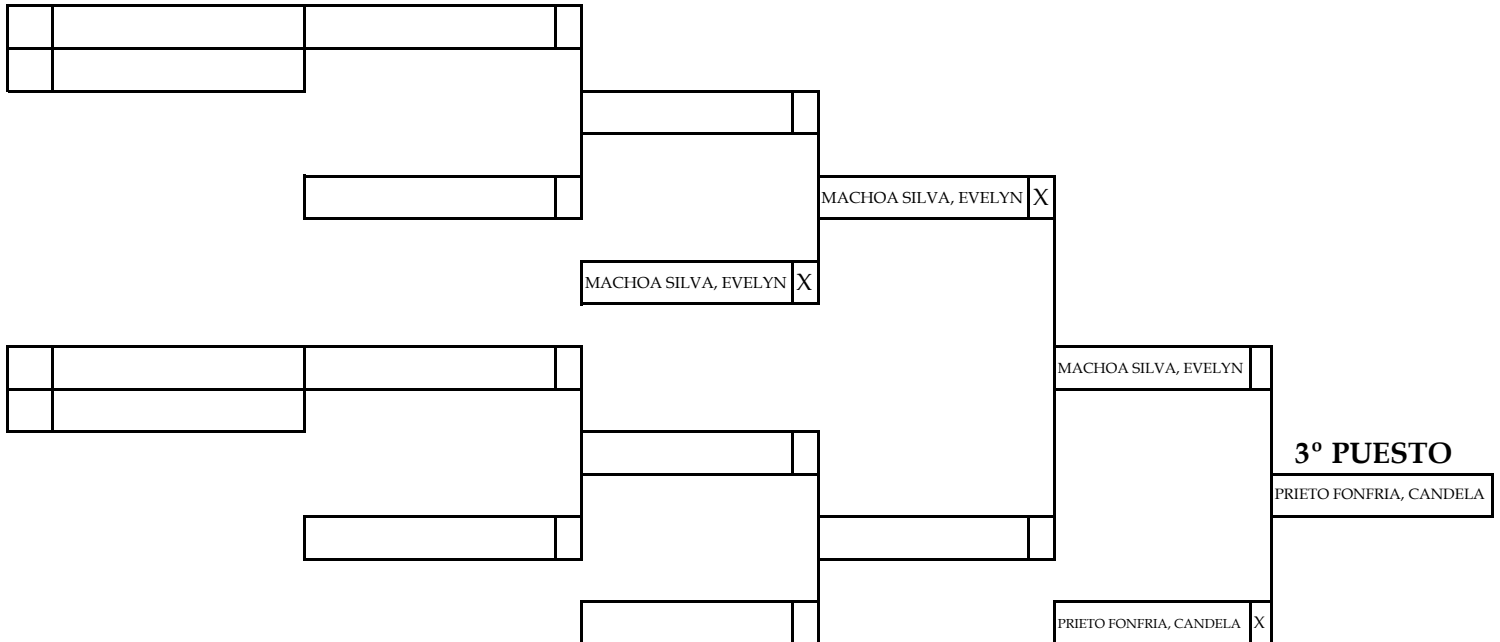 MACHOA SILVA, EVELYN X
MACHOA SILVA, EVELYN X
MACHOA SILVA, EVELYN
3º PUESTO
PRIETO FONFRIA, CANDELA
PRIETO FONFRIA, CANDELA X